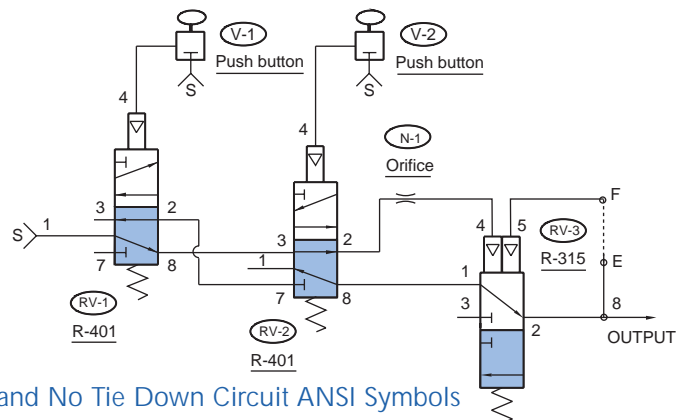 V-1
Push button
V-2
Push button
S
S
4
4
N-1
Orifice
F
4
5
RV-3
R-315
E
3
2
S
1
7
8
3
2
1
7
8
1
3
2
8
OUTPUT
RV-1
R-401
RV-2
R-401
and No Tie Down Circuit ANSI Symbols